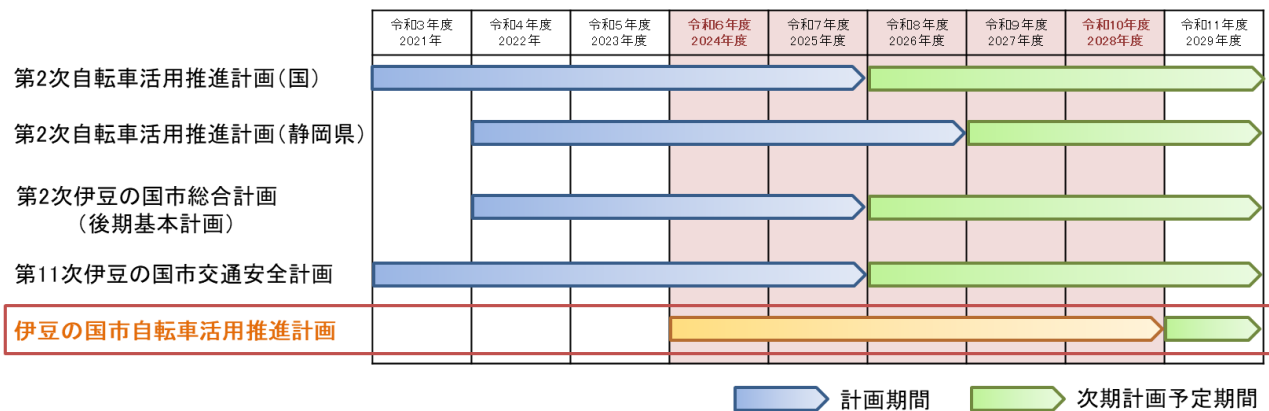 令和3年度 令和4年度 令和5年度 令和6年度 令和7年度 令和8年度 令和9年度 令和10年度 令和11年度
2021年 2022年 2023年度 2024年度 2025年度 2026年度 2027年度 2028年度 2029年度
第2次自転車活用推進計画(国)
第2次自転車活用推進計画(静岡県)
第2次伊豆の国市総合計画
(後期基本計画)
第11次伊豆の国市交通安全計画
伊豆の国市自転車活用推進計画
計画期間 次期計画予定期間